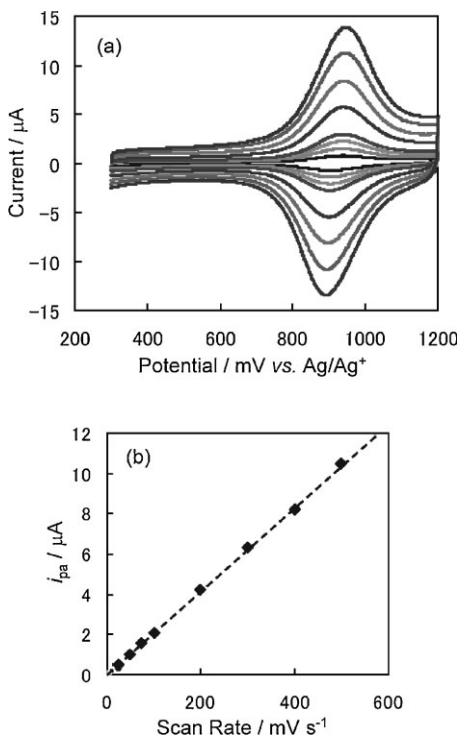 15
(a)
10
5
0
−5
−10
−15
Current / μA
200 400 600 800 1000 1200
Potential / mV vs. Ag/Ag⁺
12
(b)
10
8
6
4
2
0
iₚₐ / μA
0 200 400 600
Scan Rate / mV s⁻¹